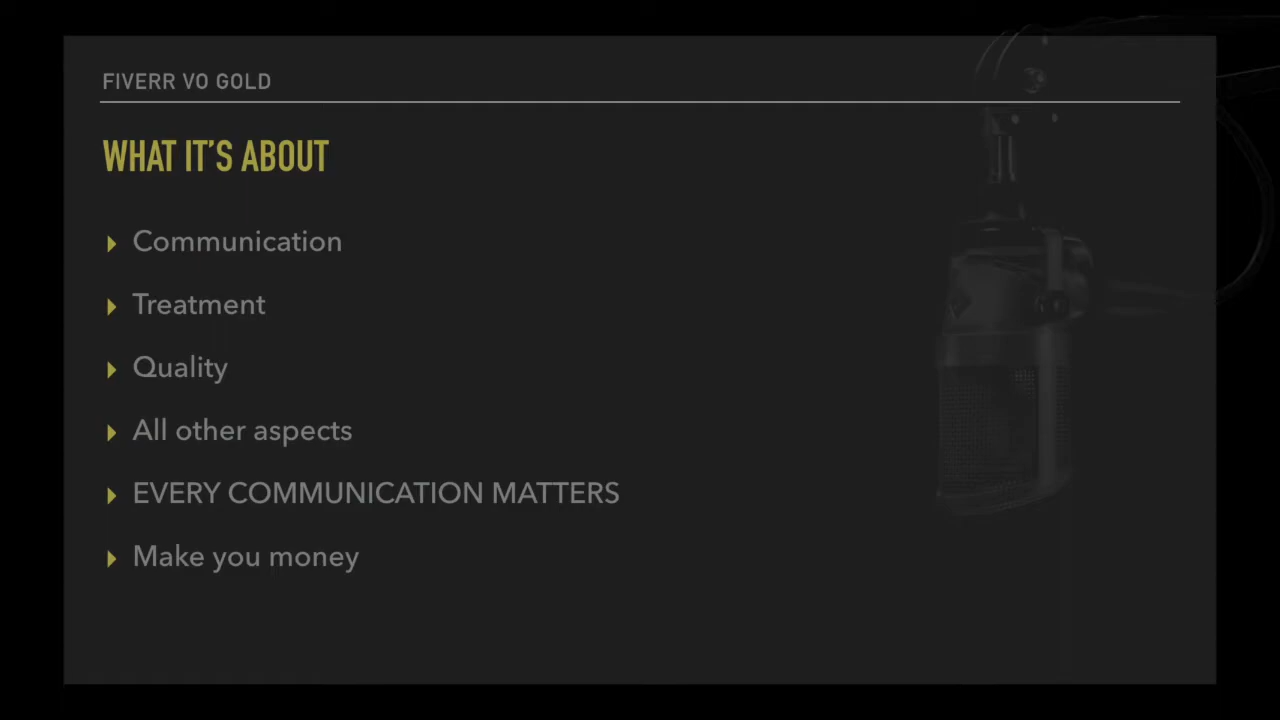 FIVERR VO GOLD
WHAT IT'S ABOUT
Communication
Treatment
Quality
All other aspects
EVERY COMMUNICATION MATTERS
Make you money